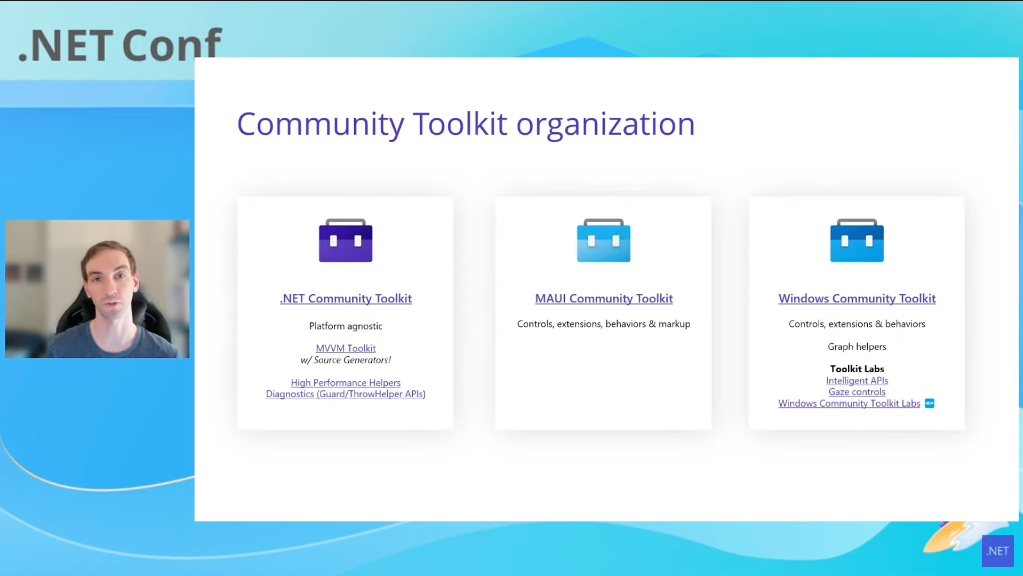 .NET Conf
Community Toolkit organization
.NET Community Toolkit
Platform agnostic
MVVM Toolkit
w/ Source Generators!
High Performance Helpers
Diagnostics (Guard/ThrowHelper APIs)
MAUI Community Toolkit
Controls, extensions, behaviors & markup
Windows Community Toolkit
Controls, extensions & behaviors
Graph helpers
Toolkit Labs
Intelligent APIs
Gaze controls
Windows Community Toolkit Labs
.NET